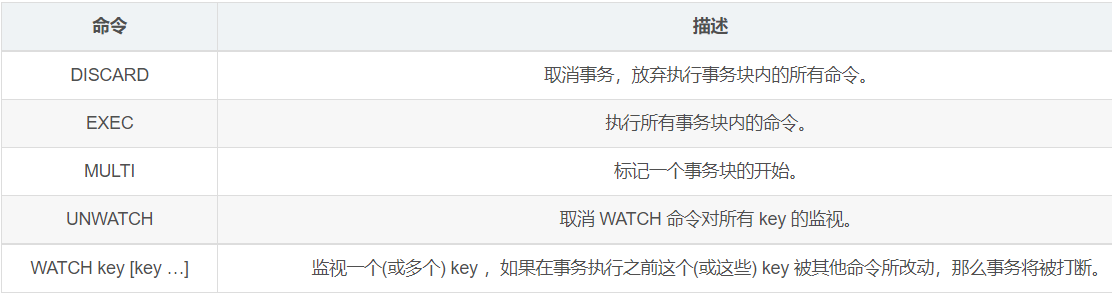 命令 描述
DISCARD 取消事务，放弃执行事务块内的所有命令。
EXEC 执行所有事务块内的命令。
MULTI 标记一个事务块的开始。
UNWATCH 取消 WATCH 命令对所有 key 的监视。
WATCH key [key …] 监视一个(或多个) key ，如果在事务执行之前这个(或这些) key 被其他命令所改动，那么事务将被打断。